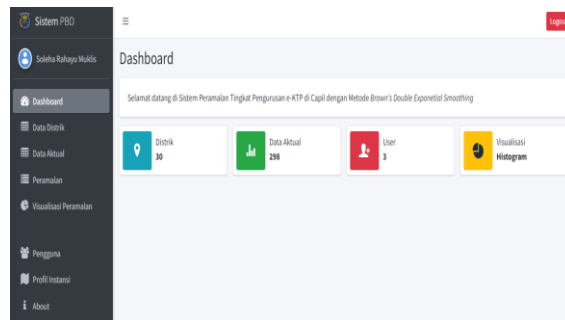 Sistem PBD
Logout
Soleha Rahayu Muklis
Dashboard
Dashboard
Selamat datang di Sistem Peramalan Tingkat Pengurusan e-KTP di Capil dengan Metode Brown's Double Exponetial Smoothing
Data Distrik
Data Aktual
Peramalan
Visualisasi Peramalan
Pengguna
Profil Instansi
About
Distrik
30
Data Aktual
298
User
3
Visualisasi
Histogram